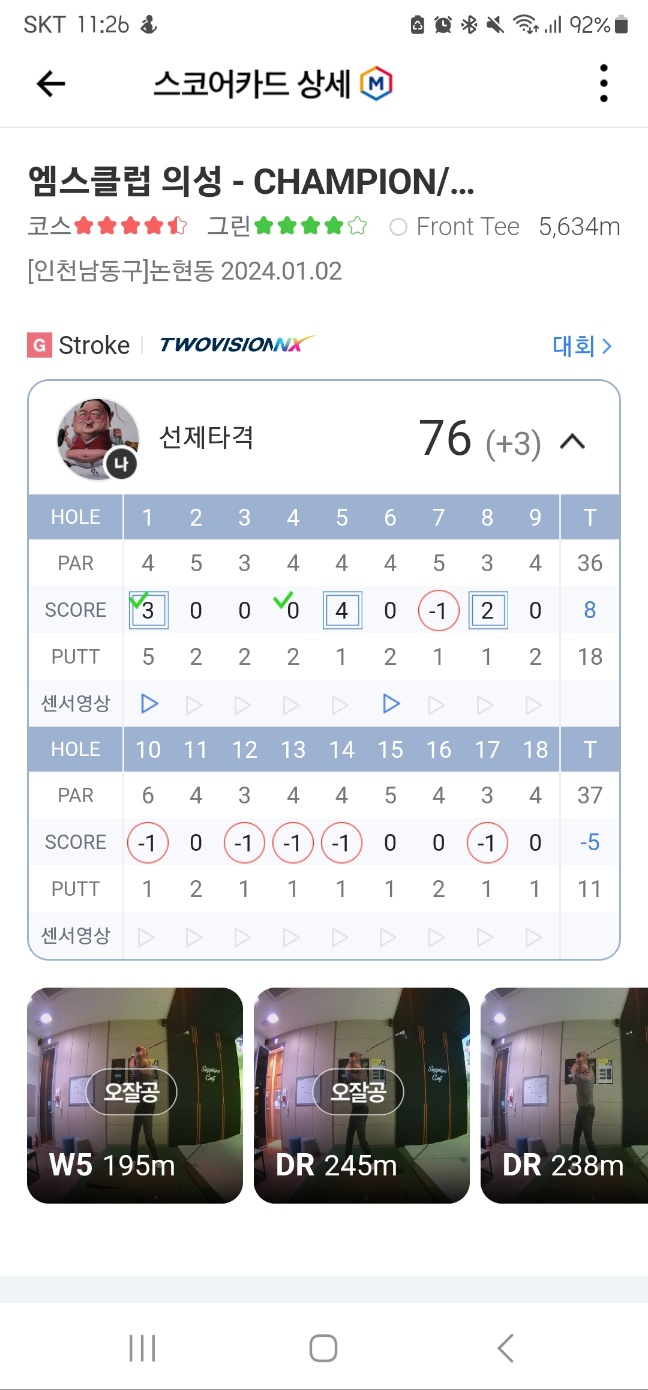 SKT 11:26 92%
스코어카드 상세 M
엠스클럽 의성 - CHAMPION/...
코스 그린 Front Tee 5,634m
[인천남동구]논현동 2024.01.02
G Stroke TWOVISIONNX 대회
나 선제타격 76 (+3)
HOLE 1 2 3 4 5 6 7 8 9 T
PAR 4 5 3 4 4 4 5 3 4 36
SCORE 3 0 0 0 4 0 -1 2 0 8
PUTT 5 2 2 2 1 2 1 1 2 18
센서영상
HOLE 10 11 12 13 14 15 16 17 18 T
PAR 6 4 3 4 4 5 4 3 4 37
SCORE -1 0 -1 -1 -1 0 0 -1 0 -5
PUTT 1 2 1 1 1 1 2 1 1 11
센서영상
Sapphire Golf Sapphire Golf
오잘공 오잘공
W5 195m DR 245m DR 238m